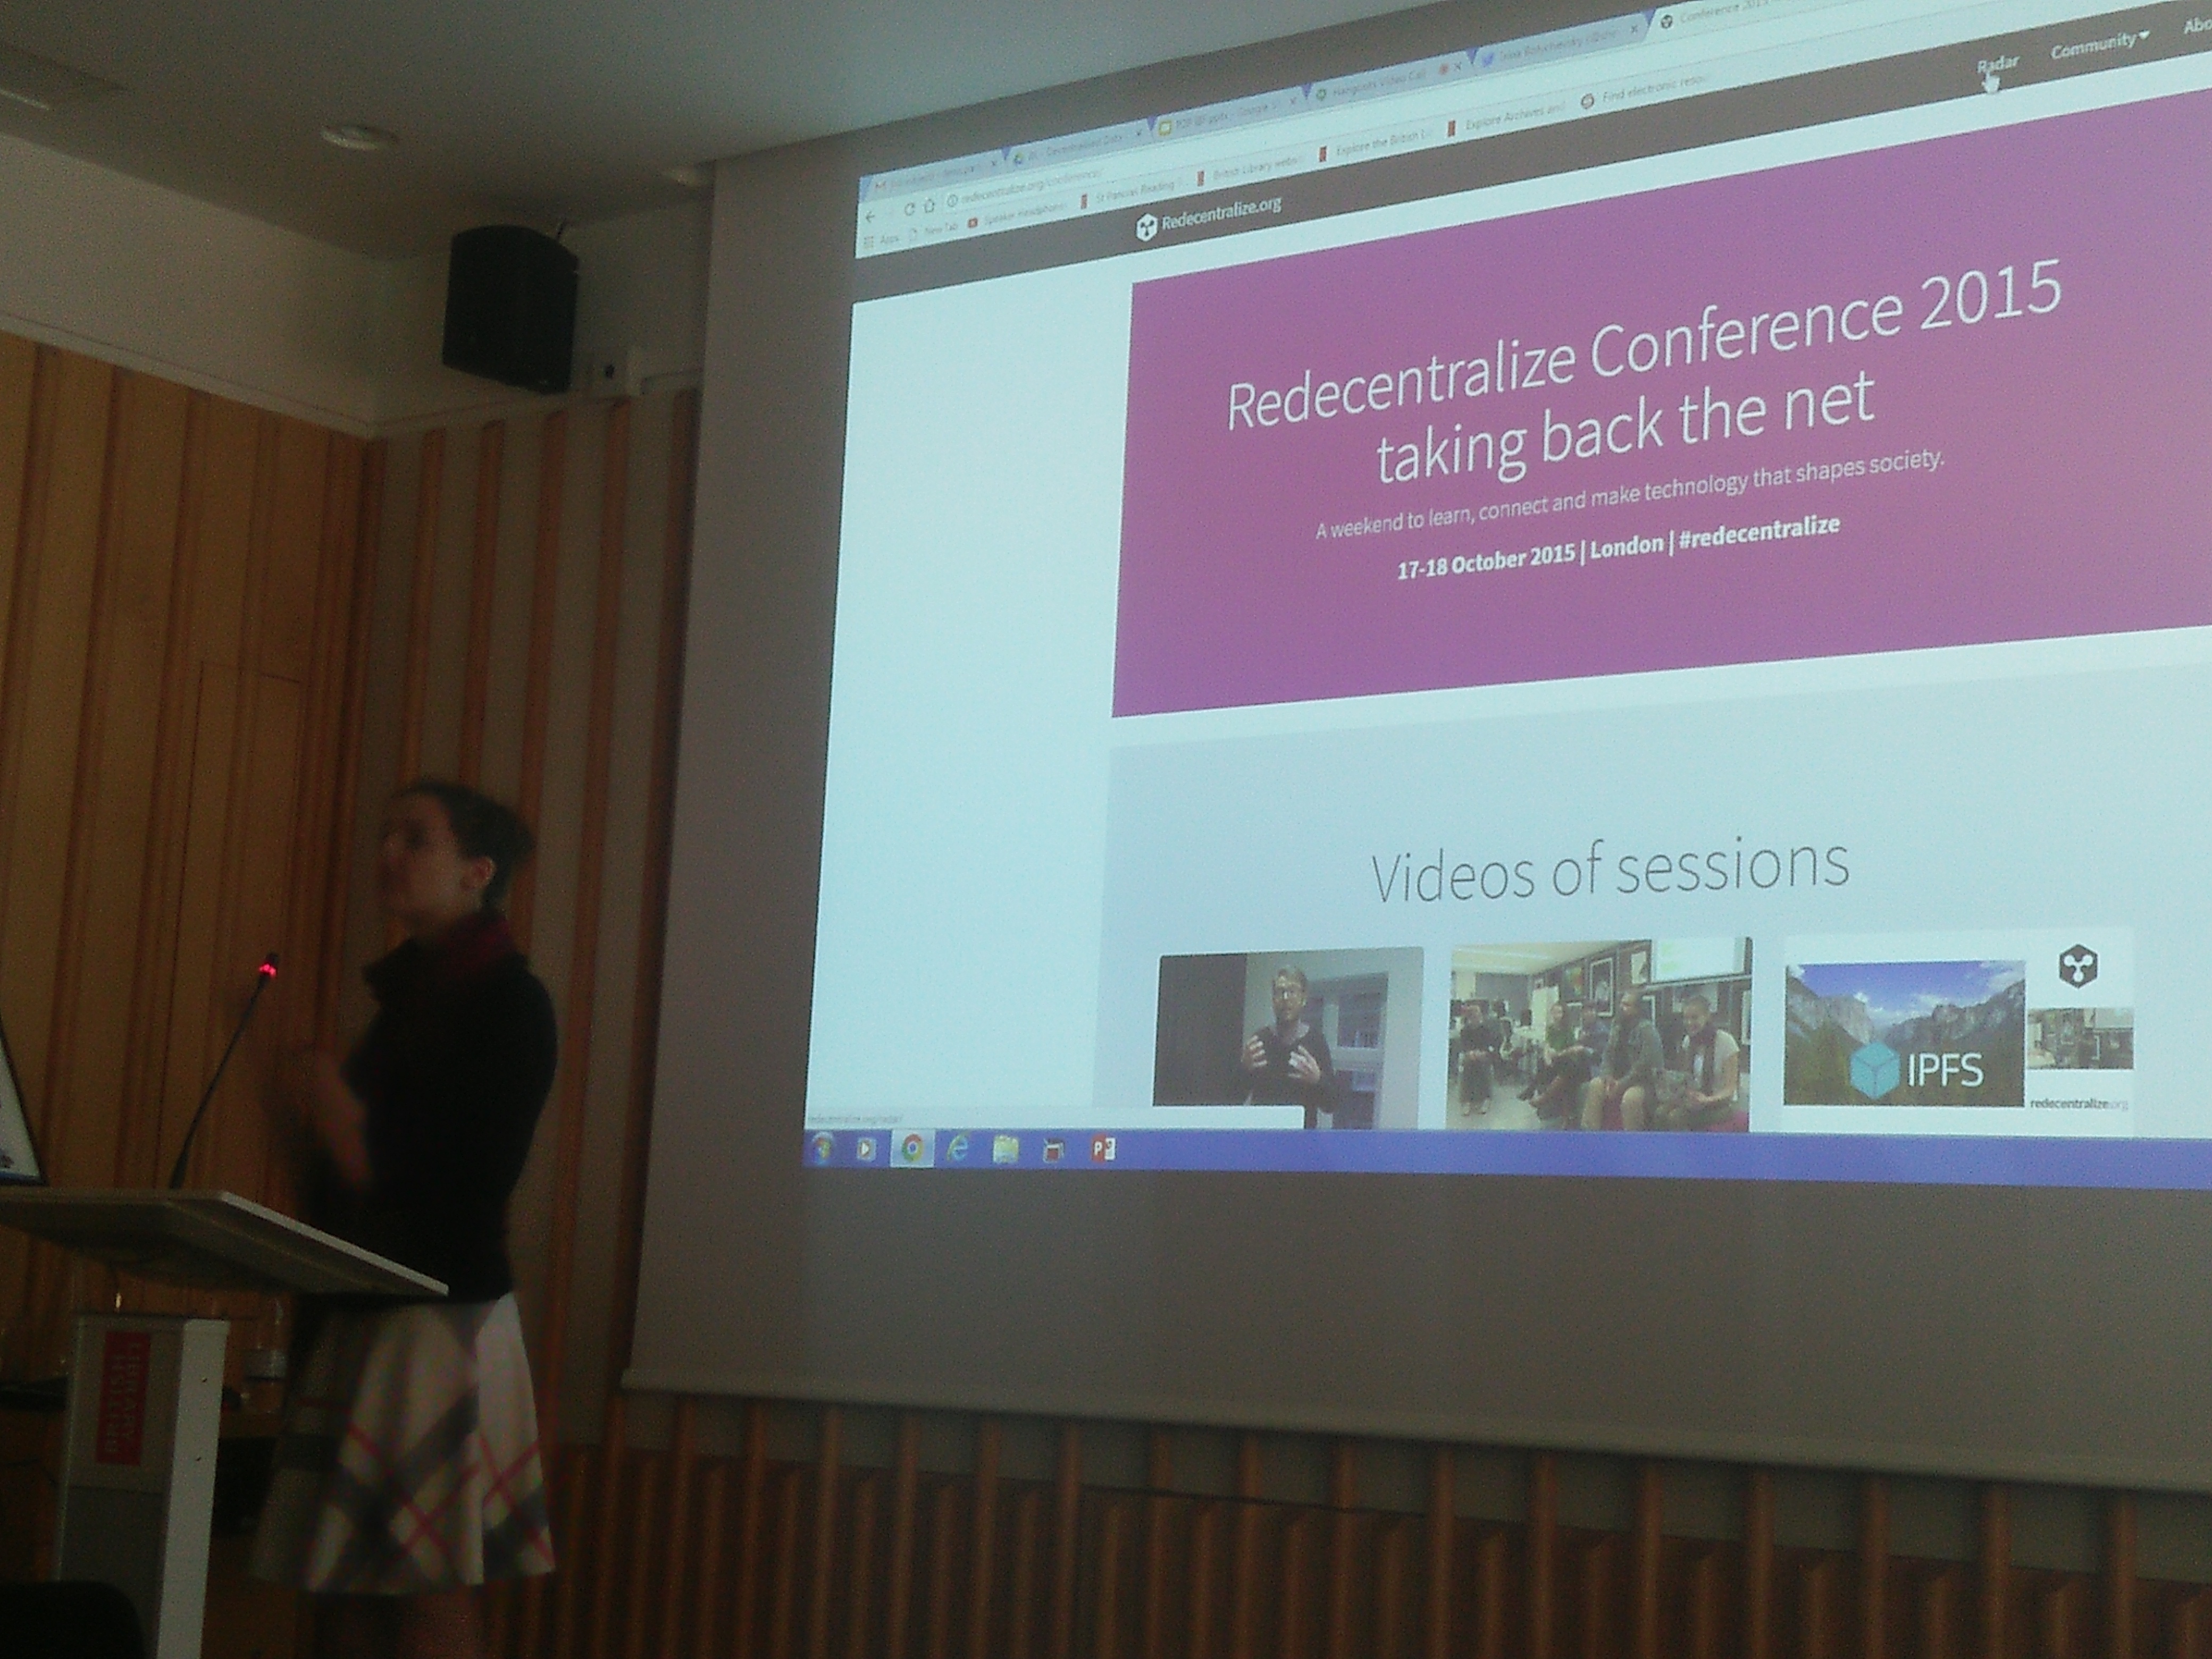 Conference 2015
Hangouts Video Call
redecentralize.org/conference/
Find electronic
Explore Archives and
Explore the British L
British Library
St Pancras Reading
Speaker Headphones
New Tab
Apps
Redecentralize.org
Radar
Community
Abo
Redecentralize Conference 2015
taking back the net
A weekend to learn, connect and make technology that shapes society.
17-18 October 2015 | London | #redecentralize
Videos of sessions
IPFS
redecentralize.org
redecentralize.org/radar/
LIBRARY
BRITISH